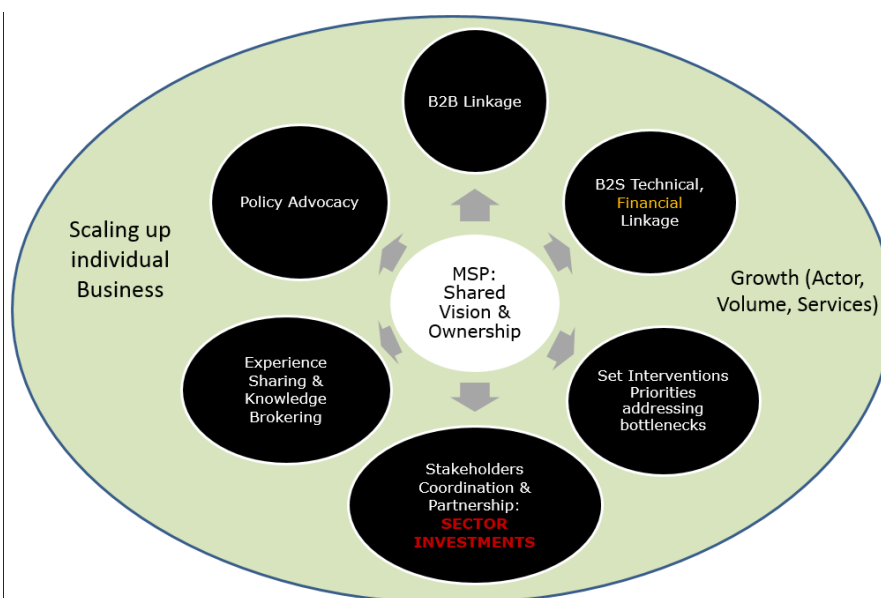 B2B Linkage
Policy Advocacy
B2S Technical,
Financial
Linkage
Scaling up
individual
Business
MSP:
Shared
Vision &
Ownership
Growth (Actor,
Volume, Services)
Experience
Sharing &
Knowledge
Brokering
Set Interventions
Priorities
addressing
bottlenecks
Stakeholders
Coordination &
Partnership:
SECTOR
INVESTMENTS